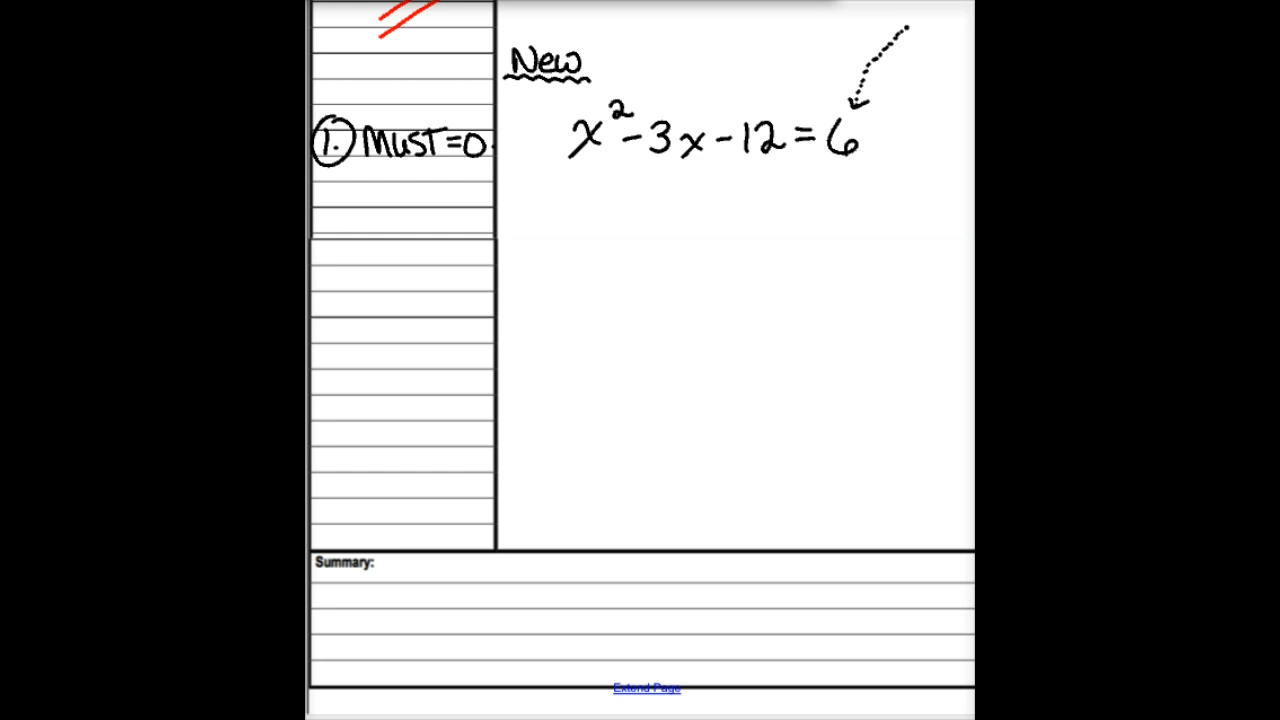 New
1. MUST=0. x²-3x-12=6
Summary:
Extend Page